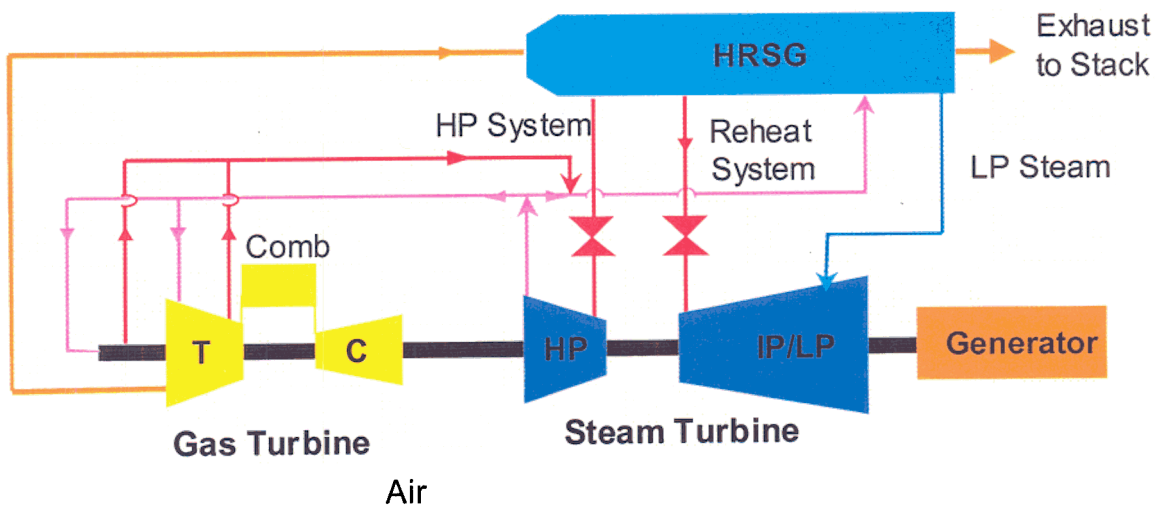 Exhaust
to Stack
HRSG
HP System
Reheat
System
LP Steam
Comb
T
C
HP
IP/LP
Generator
Gas Turbine
Steam Turbine
Air